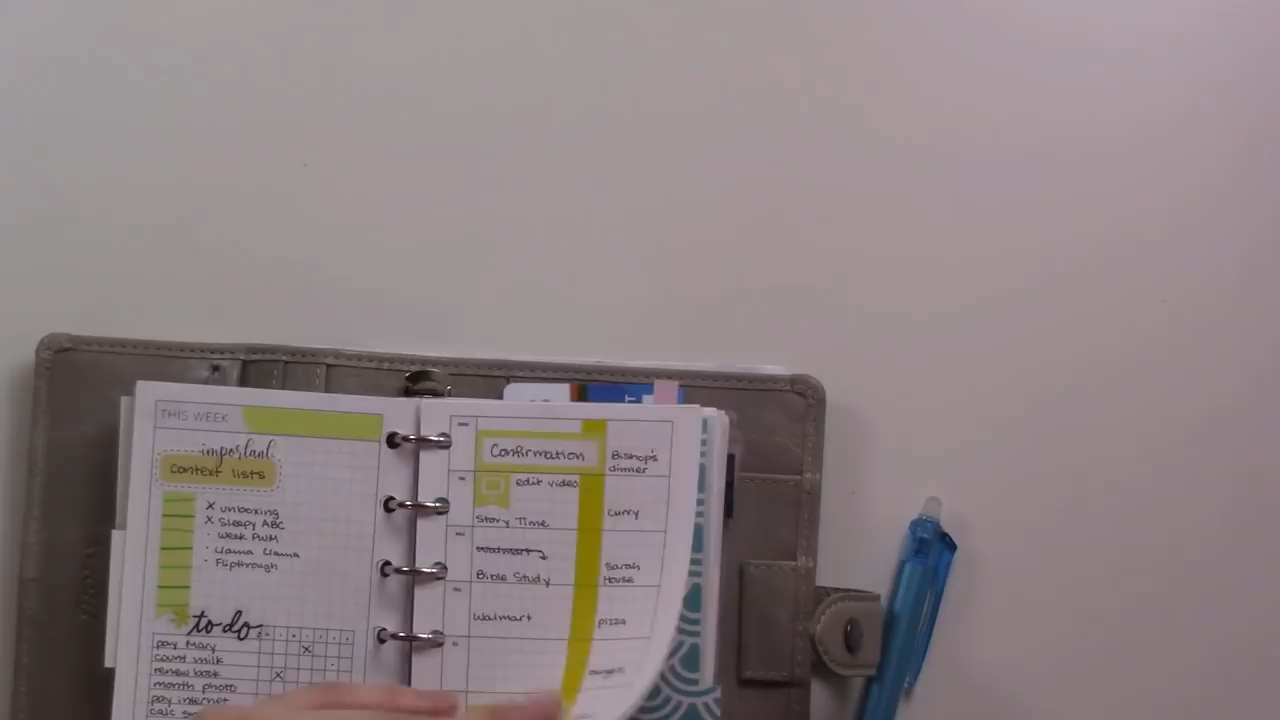 THIS WEEK
important
Context lists
x unboxing
x Sleepy ABC
· Week PWM
· Llama Llama
· Flipthrough
to do
pay Mary
count milk
renew book
month photo
pay internet
Confirmation
Bishop's
dinner
edit video
Story Time
curry
Walmart
Bible Study
Sarah
House
Walmart
pizza